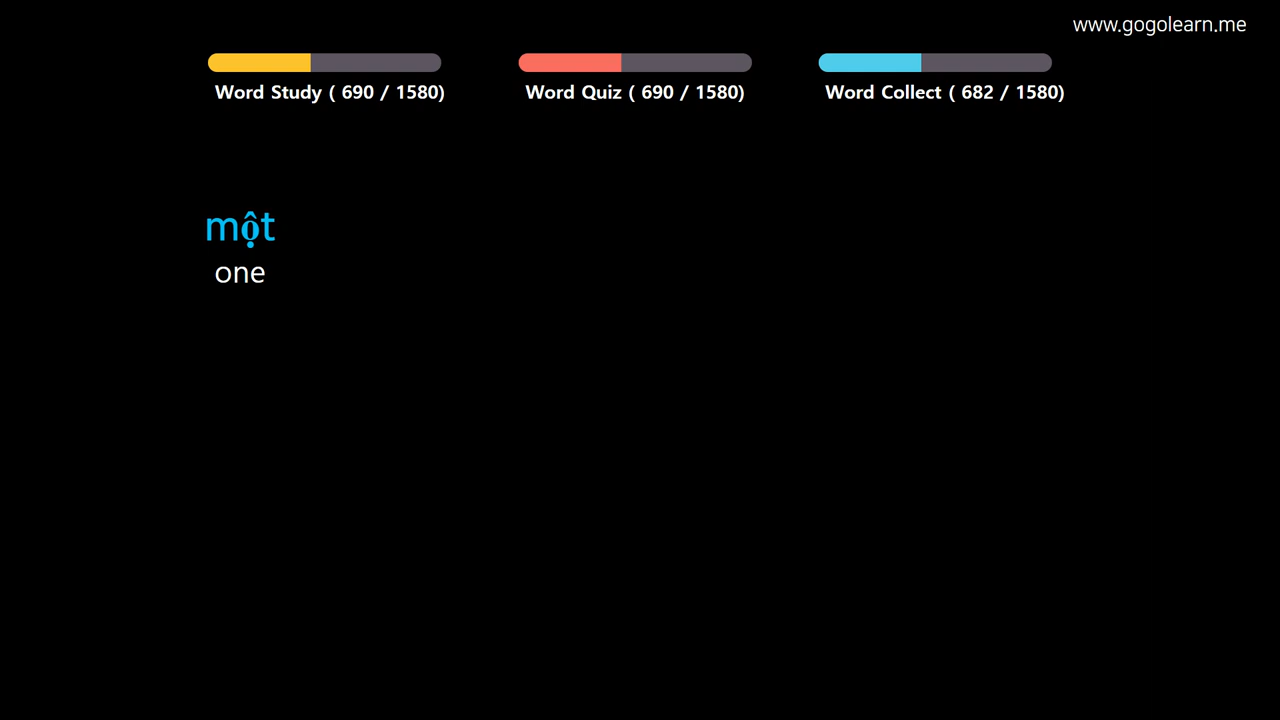 www.gogolearn.me
Word Study ( 690 / 1580)
Word Quiz ( 690 / 1580)
Word Collect ( 682 / 1580)
một
one